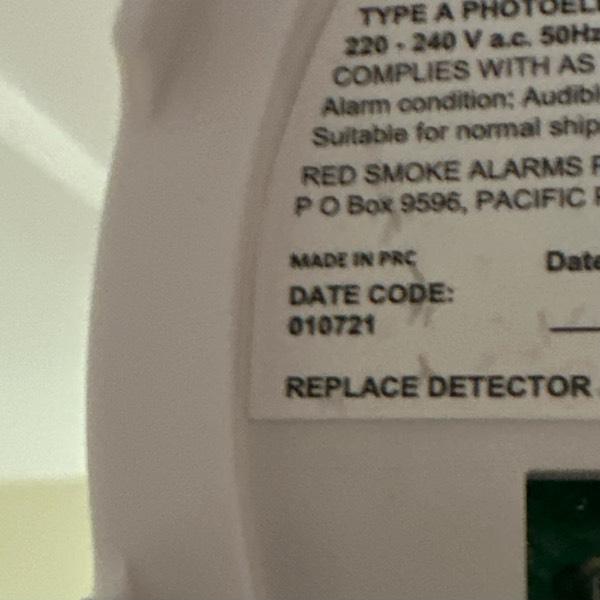 TYPE A PHOTOEL
220 - 240 V a.c. 50Hz
COMPLIES WITH AS
Alarm condition; Audibl
Suitable for normal ship
RED SMOKE ALARMS P
P O Box 9596, PACIFIC
MADE IN PRC Date
DATE CODE:
010721
REPLACE DETECTOR